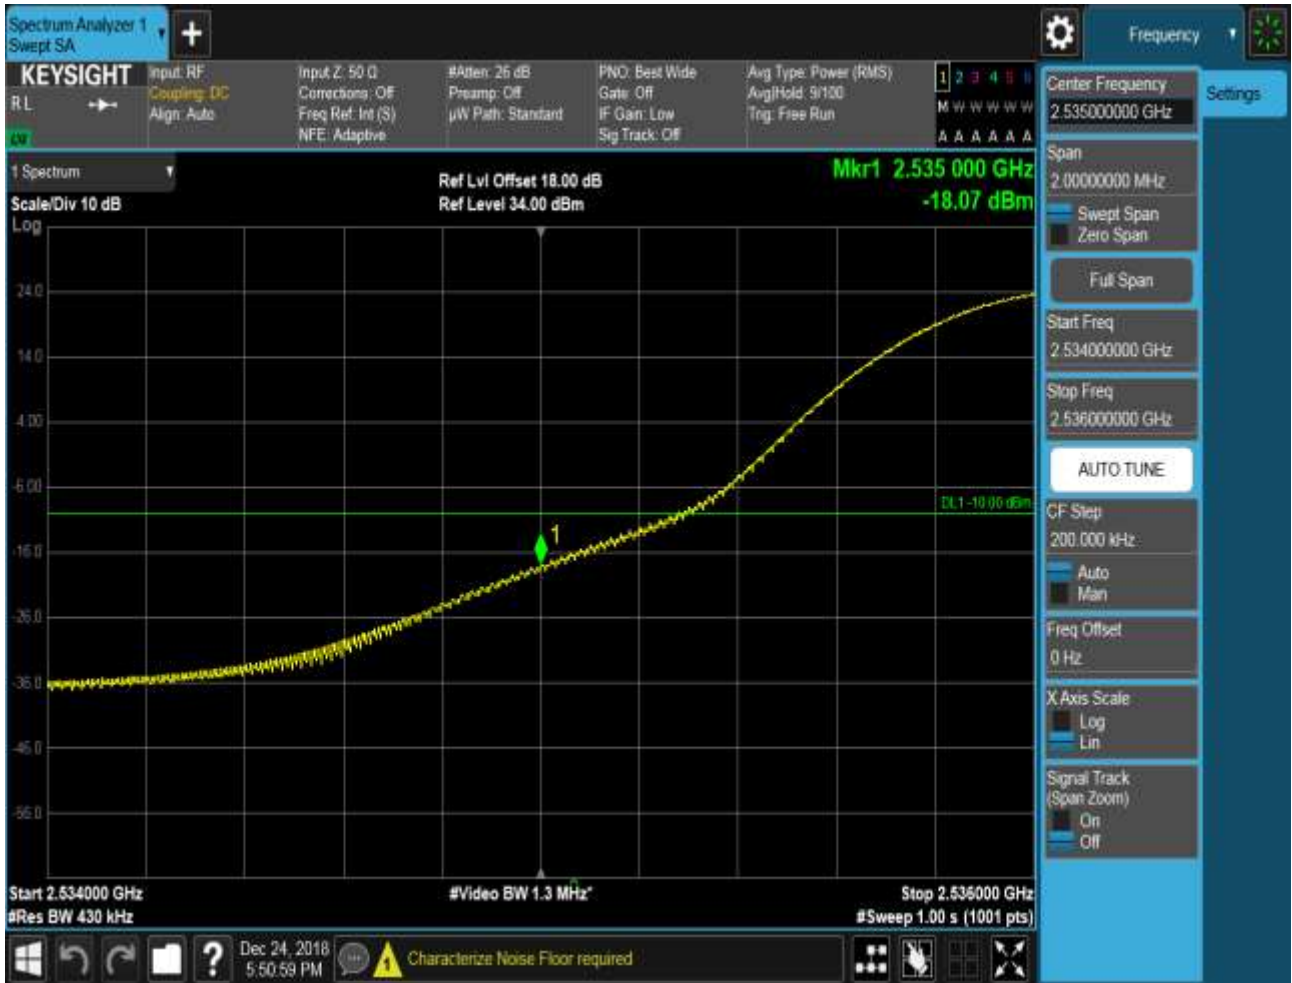 Spectrum Analyzer 1
Swept SA
+
Frequency
KEYSIGHT
RL
LW
Input: RF
Coupling: DC
Align: Auto
Input Z: 50 Ω
Corrections: Off
Freq Ref: Int (S)
NFE: Adaptive
#Atten: 26 dB
Preamp: Off
µW Path: Standard
PNO: Best Wide
Gate: Off
IF Gain: Low
Sig Track: Off
Avg Type: Power (RMS)
Avg|Hold: 9/100
Trig: Free Run
1 2 3 4 5 6
M W W W W W
A A A A A A
1 Spectrum
Scale/Div 10 dB
Ref Lvl Offset 18.00 dB
Ref Level 34.00 dBm
Mkr1 2.535 000 GHz
-18.07 dBm
Log
24.0
14.0
4.00
-6.00
-16.0
-26.0
-36.0
-46.0
-56.0
DL1 -10.00 dBm
1
Start 2.534000 GHz
#Res BW 430 kHz
#Video BW 1.3 MHz*
Stop 2.536000 GHz
#Sweep 1.00 s (1001 pts)
Center Frequency
2.535000000 GHz
Settings
Span
2.00000000 MHz
Swept Span
Zero Span
Full Span
Start Freq
2.534000000 GHz
Stop Freq
2.536000000 GHz
AUTO TUNE
CF Step
200.000 kHz
Auto
Man
Freq Offset
0 Hz
X Axis Scale
Log
Lin
Signal Track
(Span Zoom)
On
Off
?
Dec 24, 2018
5:50:59 PM
1
Characterize Noise Floor required